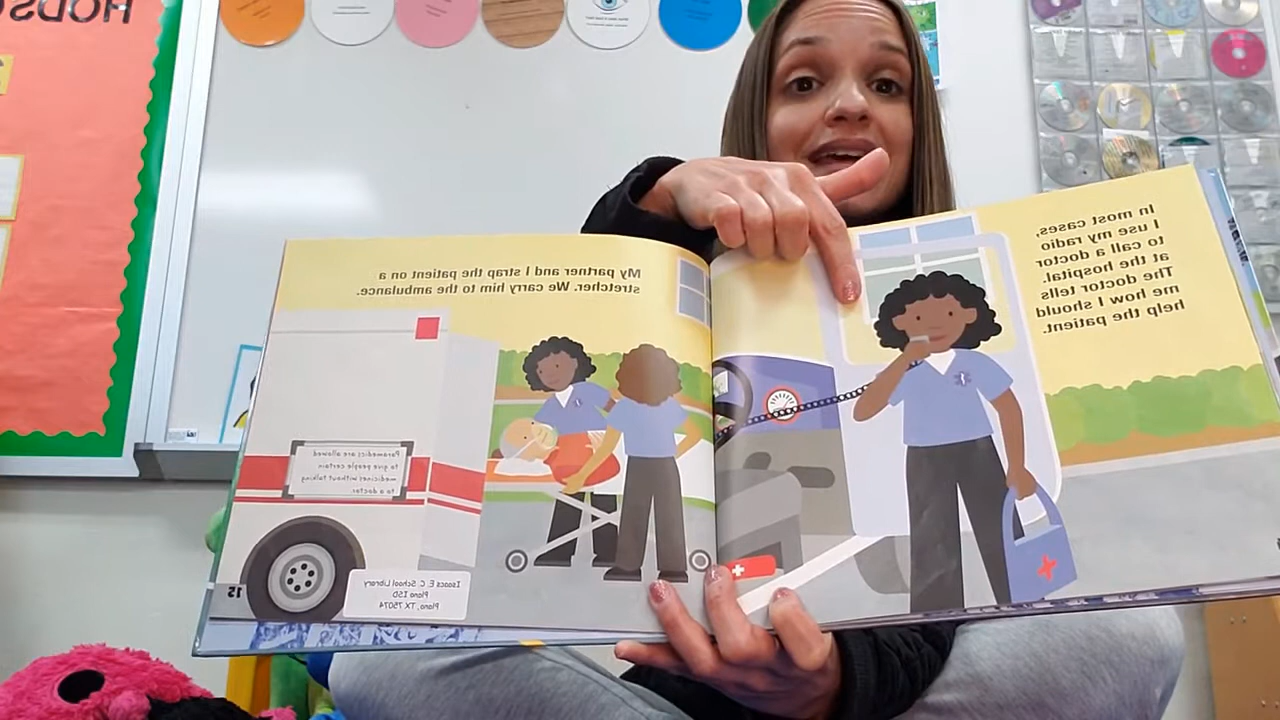 In most cases,
I use my radio
to call a doctor
at the hospital.
The doctor tells
me how I should
help the patient.
My partner and I strap the patient on a
stretcher. We carry him to the ambulance.
Paramedics are allowed
to give people certain
medicines without talking
to a doctor.
Isaacs E.C. School Library
Plano ISD
Plano, TX 75074
15